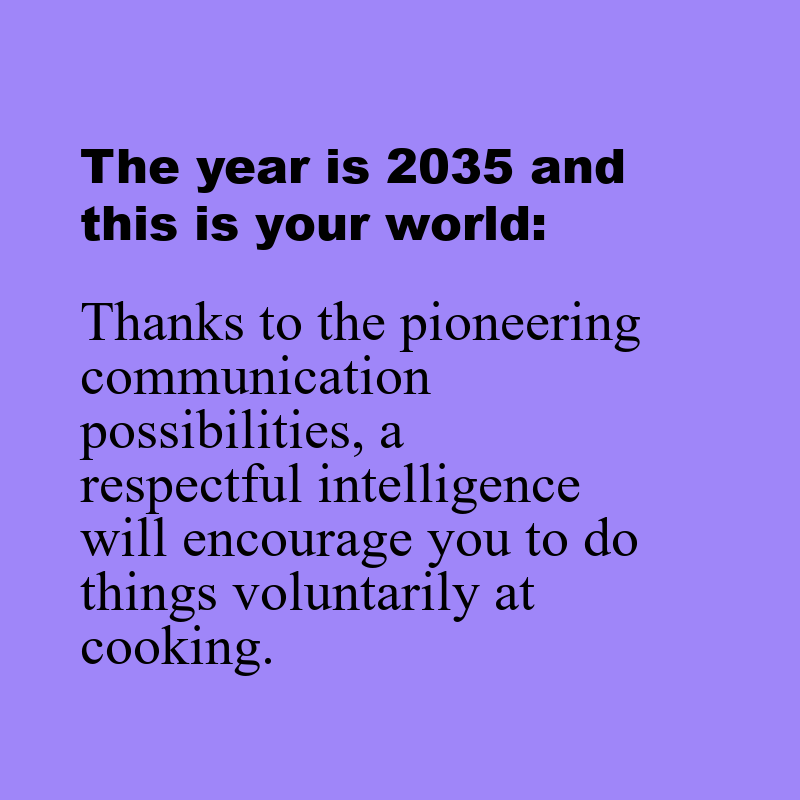 The year is 2035 and
this is your world:
Thanks to the pioneering
communication
possibilities, a
respectful intelligence
will encourage you to do
things voluntarily at
cooking.